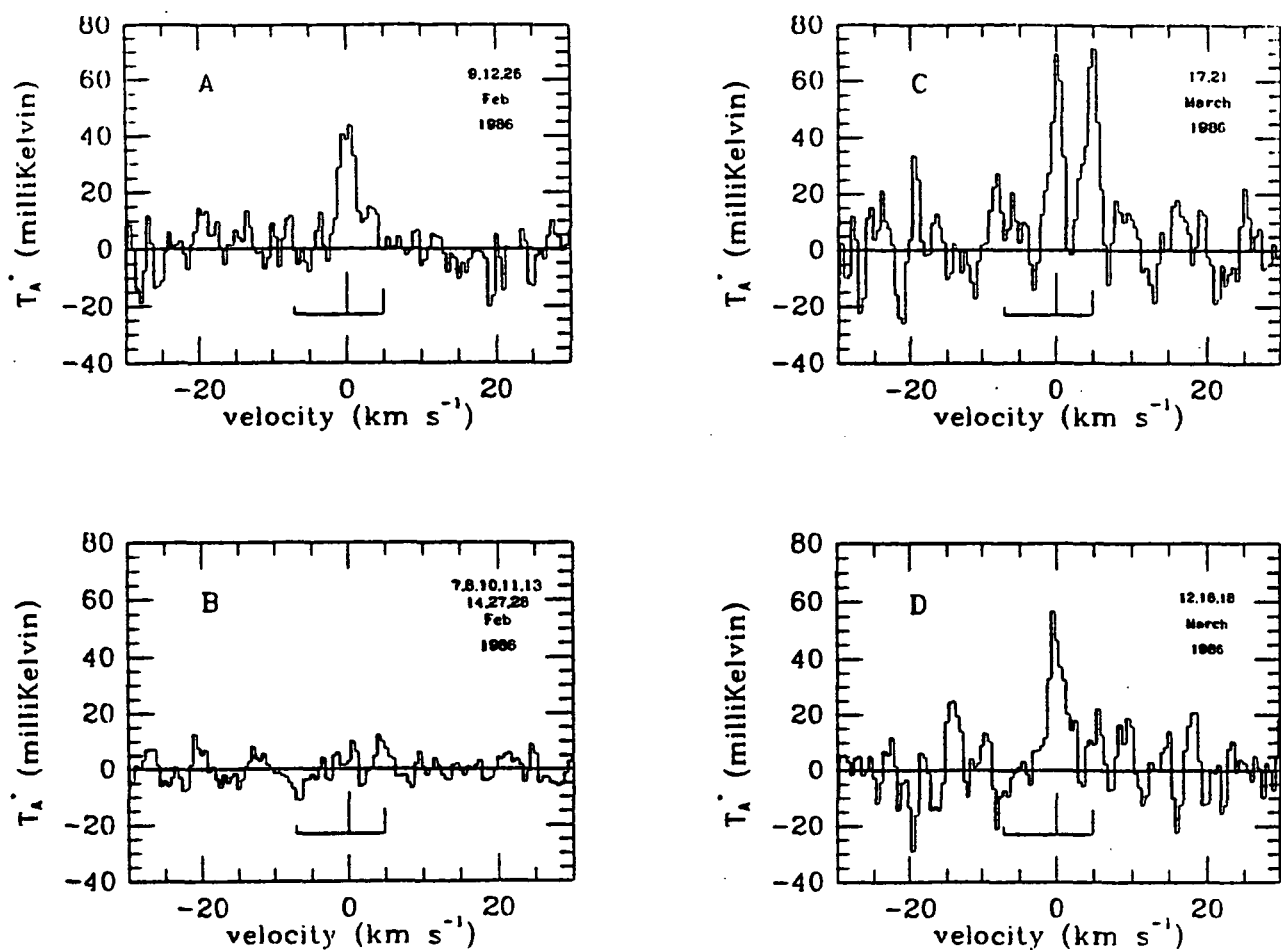 80
60
40
20
0
−20
−40
T_A* (milliKelvin)
A
9,12,26
Feb
1986
−20 0 20
velocity (km s⁻¹)
80
60
40
20
0
−20
−40
T_A* (milliKelvin)
C
17,21
March
1986
−20 0 20
velocity (km s⁻¹)
80
60
40
20
0
−20
−40
T_A* (milliKelvin)
B
7,8,10,11,13
14,27,28
Feb
1986
−20 0 20
velocity (km s⁻¹)
80
60
40
20
0
−20
−40
T_A* (milliKelvin)
D
12,16,18
March
1986
−20 0 20
velocity (km s⁻¹)